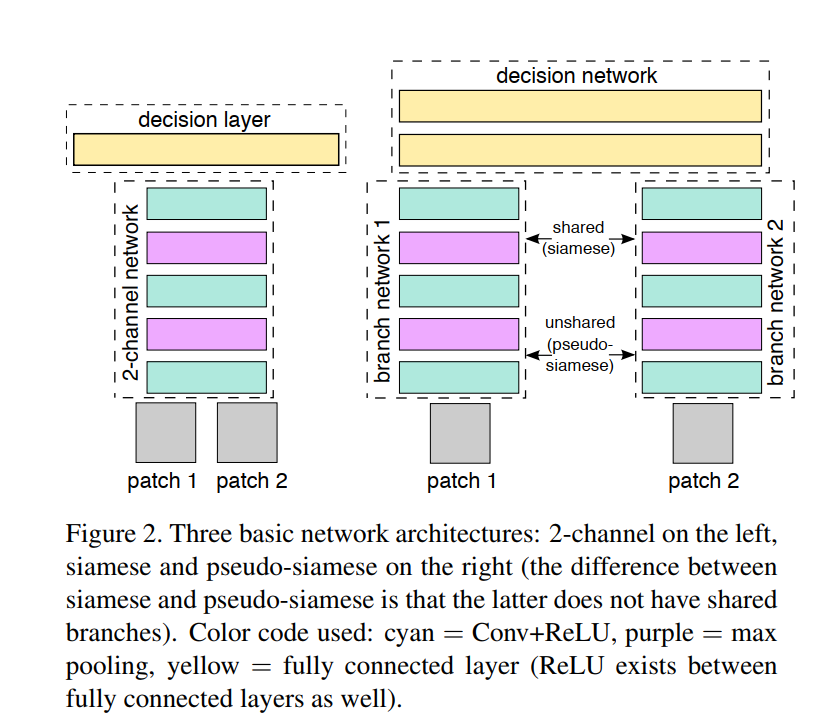 decision network
decision layer
2-channel network
branch network 1
shared
(siamese)
unshared
(pseudo-
siamese)
branch network 2
patch 1
patch 2
patch 1
patch 2
Figure 2. Three basic network architectures: 2-channel on the left,
siamese and pseudo-siamese on the right (the difference between
siamese and pseudo-siamese is that the latter does not have shared
branches). Color code used: cyan = Conv+ReLU, purple = max
pooling, yellow = fully connected layer (ReLU exists between
fully connected layers as well).